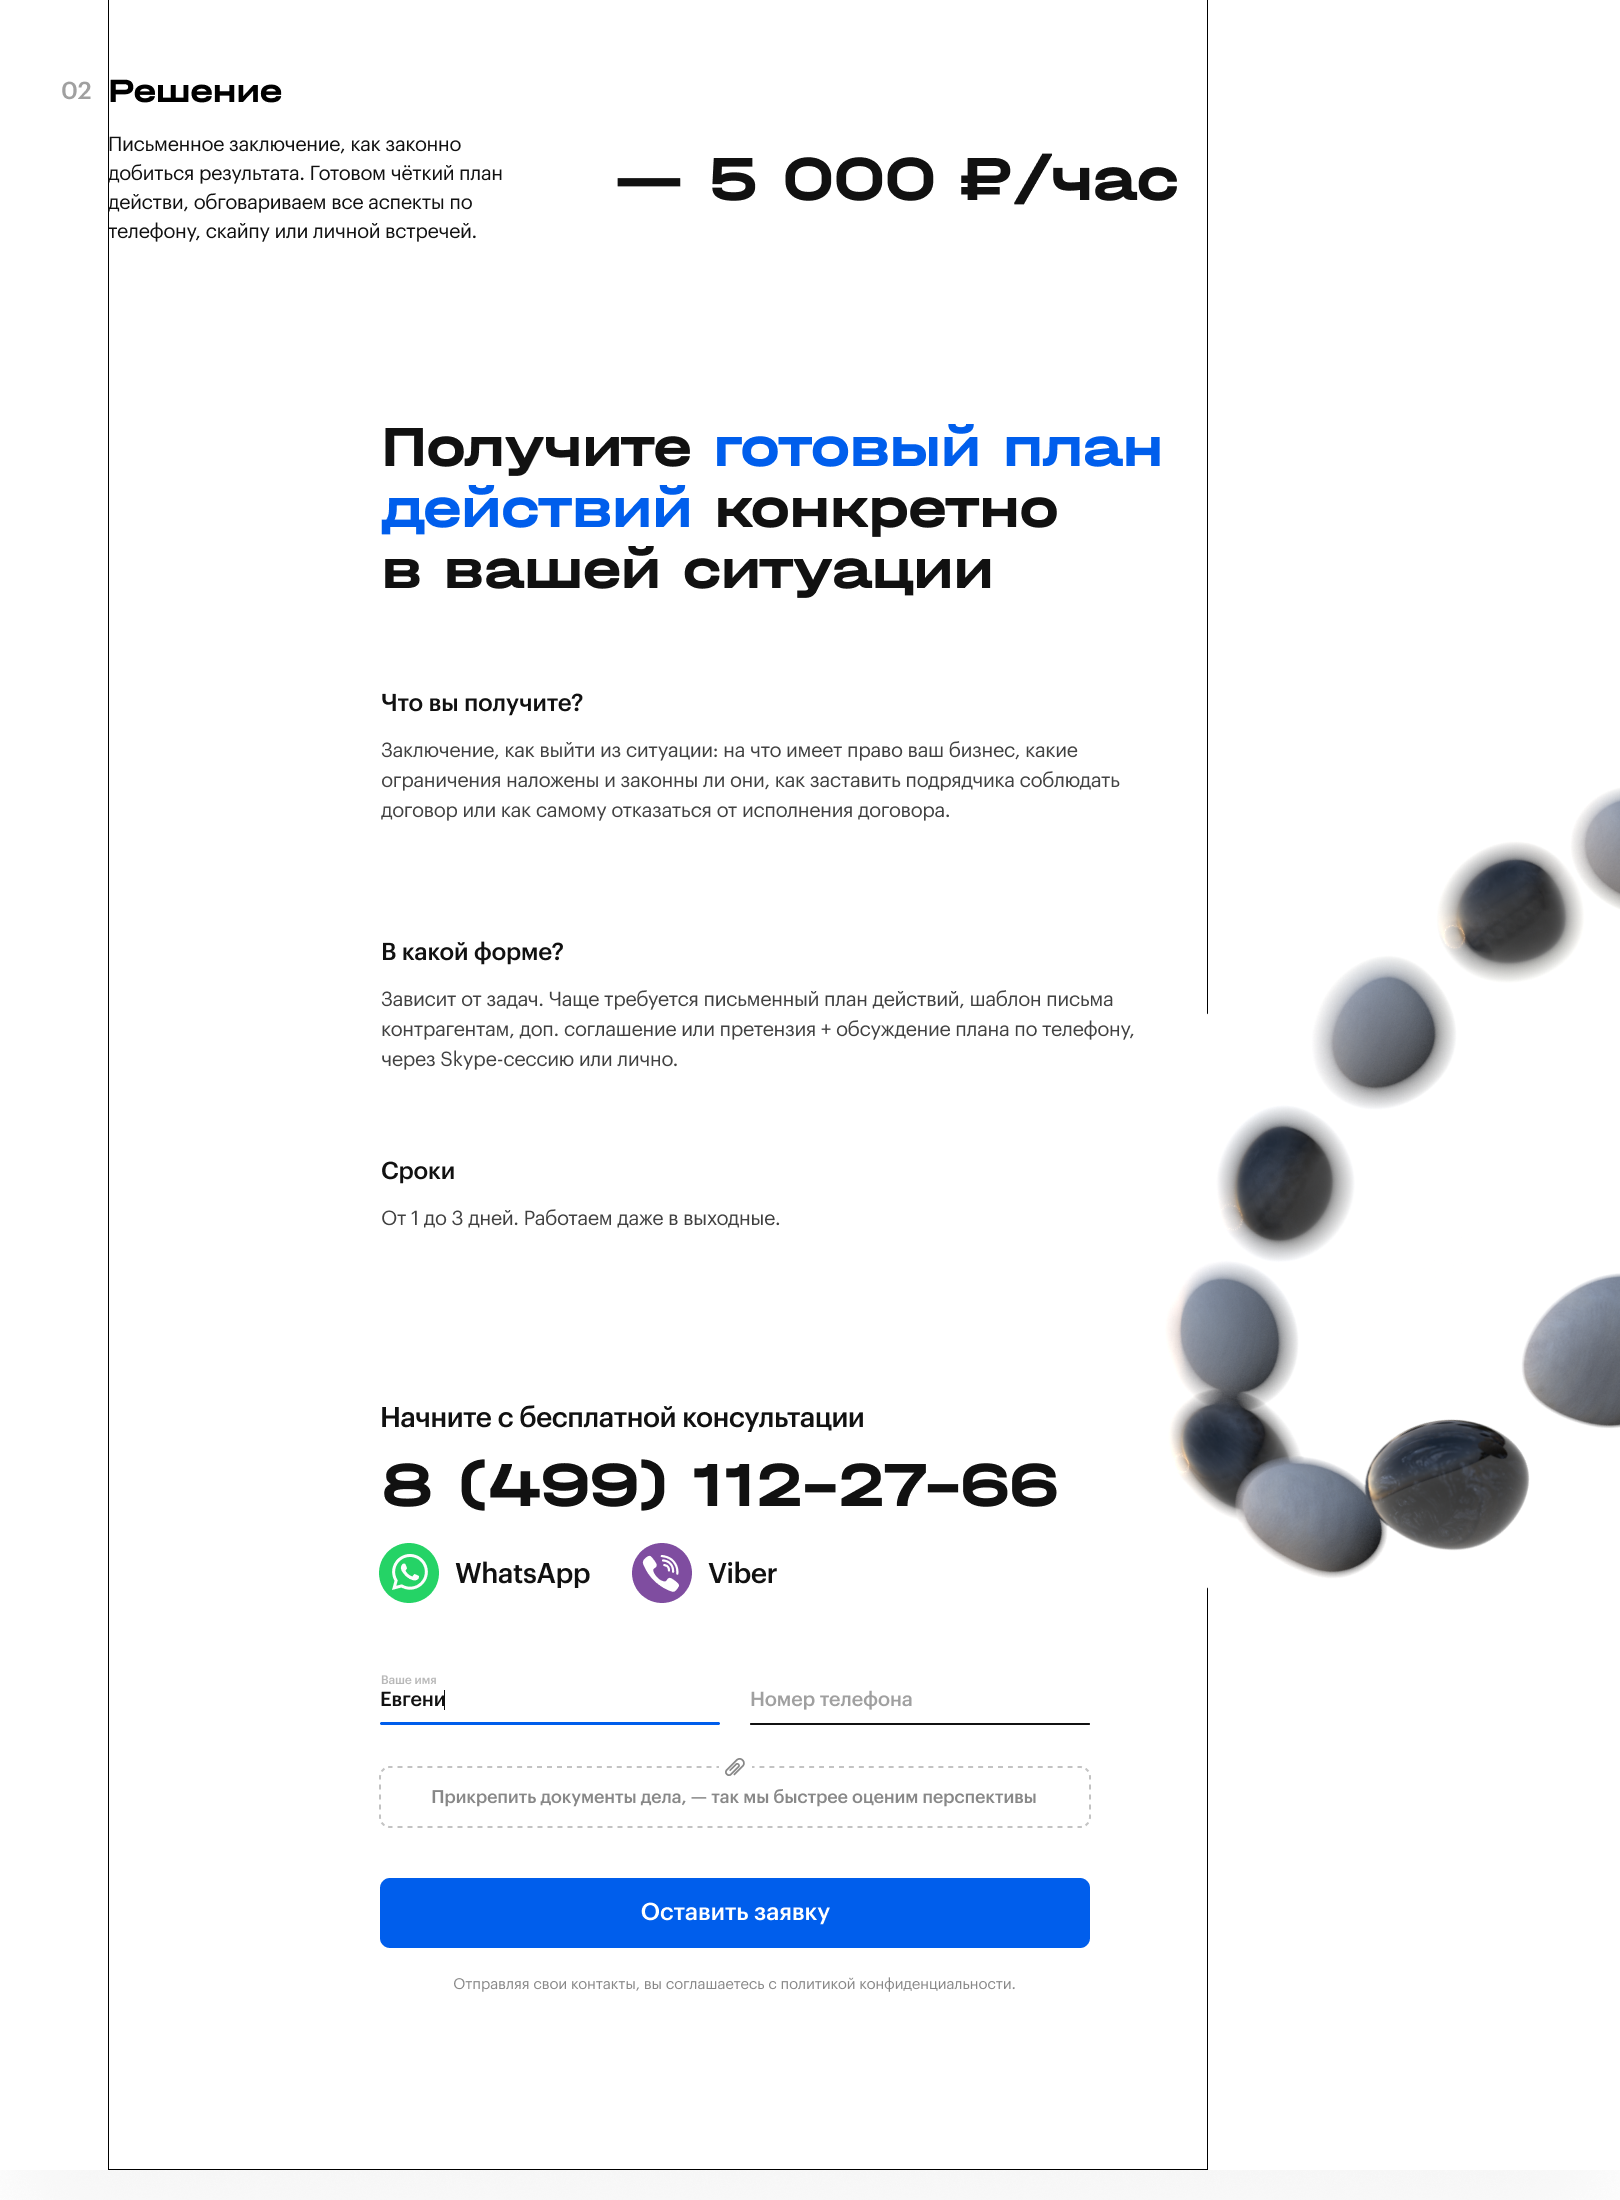 02 Решение
Письменное заключение, как законно
добиться результата. Готовом чёткий план
действи, обговариваем все аспекты по
телефону, скайпу или личной встречей.
— 5 000 ₽/час
Получите готовый план
действий конкретно
в вашей ситуации
Что вы получите?
Заключение, как выйти из ситуации: на что имеет право ваш бизнес, какие
ограничения наложены и законны ли они, как заставить подрядчика соблюдать
договор или как самому отказаться от исполнения договора.
В какой форме?
Зависит от задач. Чаще требуется письменный план действий, шаблон письма
контрагентам, доп. соглашение или претензия + обсуждение плана по телефону,
через Skype-сессию или лично.
Сроки
От 1 до 3 дней. Работаем даже в выходные.
Начните с бесплатной консультации
8 (499) 112-27-66
WhatsApp Viber
Ваше имя
Евгени Номер телефона
Прикрепить документы дела, — так мы быстрее оценим перспективы
Оставить заявку
Отправляя свои контакты, вы соглашаетесь с политикой конфиденциальности.